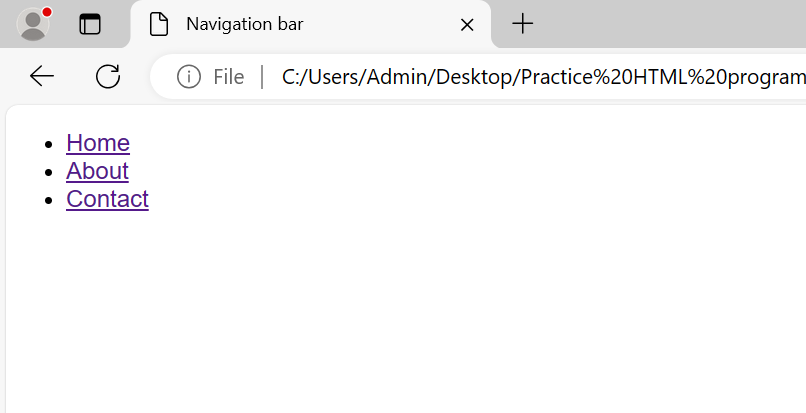 Navigation bar
File C:/Users/Admin/Desktop/Practice%20HTML%20program
Home
About
Contact